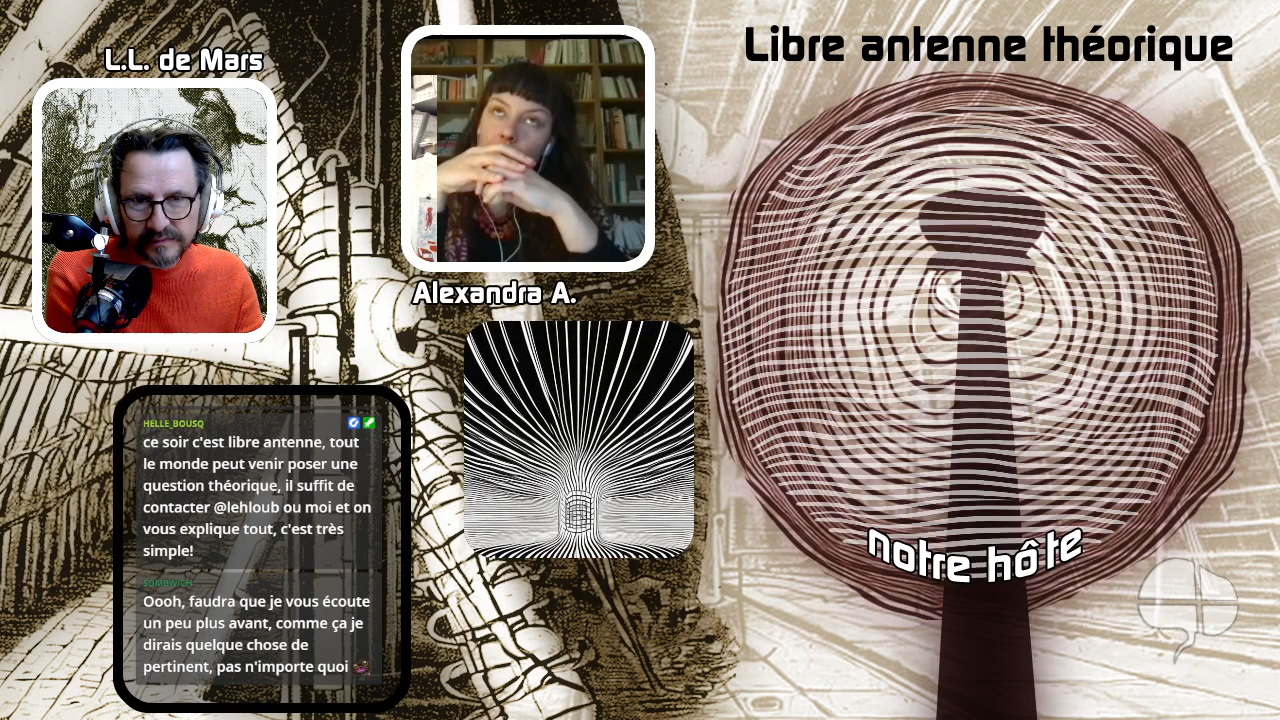 Libre antenne théorique
L.L. de Mars
Alexandra A.
HELLE_BOUSQ
ce soir c'est libre antenne, tout
le monde peut venir poser une
question théorique, il suffit de
contacter @lehloub ou moi et on
vous explique tout, c'est très
simple!
SOMBWICH
Oooh, faudra que je vous écoute
un peu plus avant, comme ça je
dirais quelque chose de
pertinent, pas n'importe quoi
notre hôte